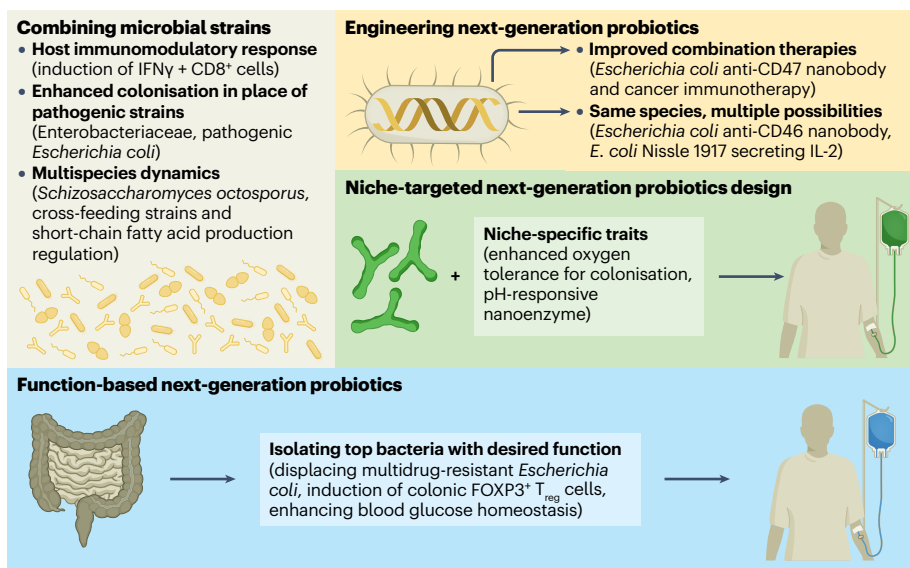 Combining microbial strains
• Host immunomodulatory response
(induction of IFNγ + CD8⁺ cells)
• Enhanced colonisation in place of
pathogenic strains
(Enterobacteriaceae, pathogenic
Escherichia coli)
• Multispecies dynamics
(Schizosaccharomyces octosporus,
cross-feeding strains and
short-chain fatty acid production
regulation)
Engineering next-generation probiotics
• Improved combination therapies
(Escherichia coli anti-CD47 nanobody
and cancer immunotherapy)
• Same species, multiple possibilities
(Escherichia coli anti-CD46 nanobody,
E. coli Nissle 1917 secreting IL-2)
Niche-targeted next-generation probiotics design
+
Niche-specific traits
(enhanced oxygen
tolerance for colonisation,
pH-responsive
nanoenzyme)
Function-based next-generation probiotics
Isolating top bacteria with desired function
(displacing multidrug-resistant Escherichia
coli, induction of colonic FOXP3⁺ Treg cells,
enhancing blood glucose homeostasis)